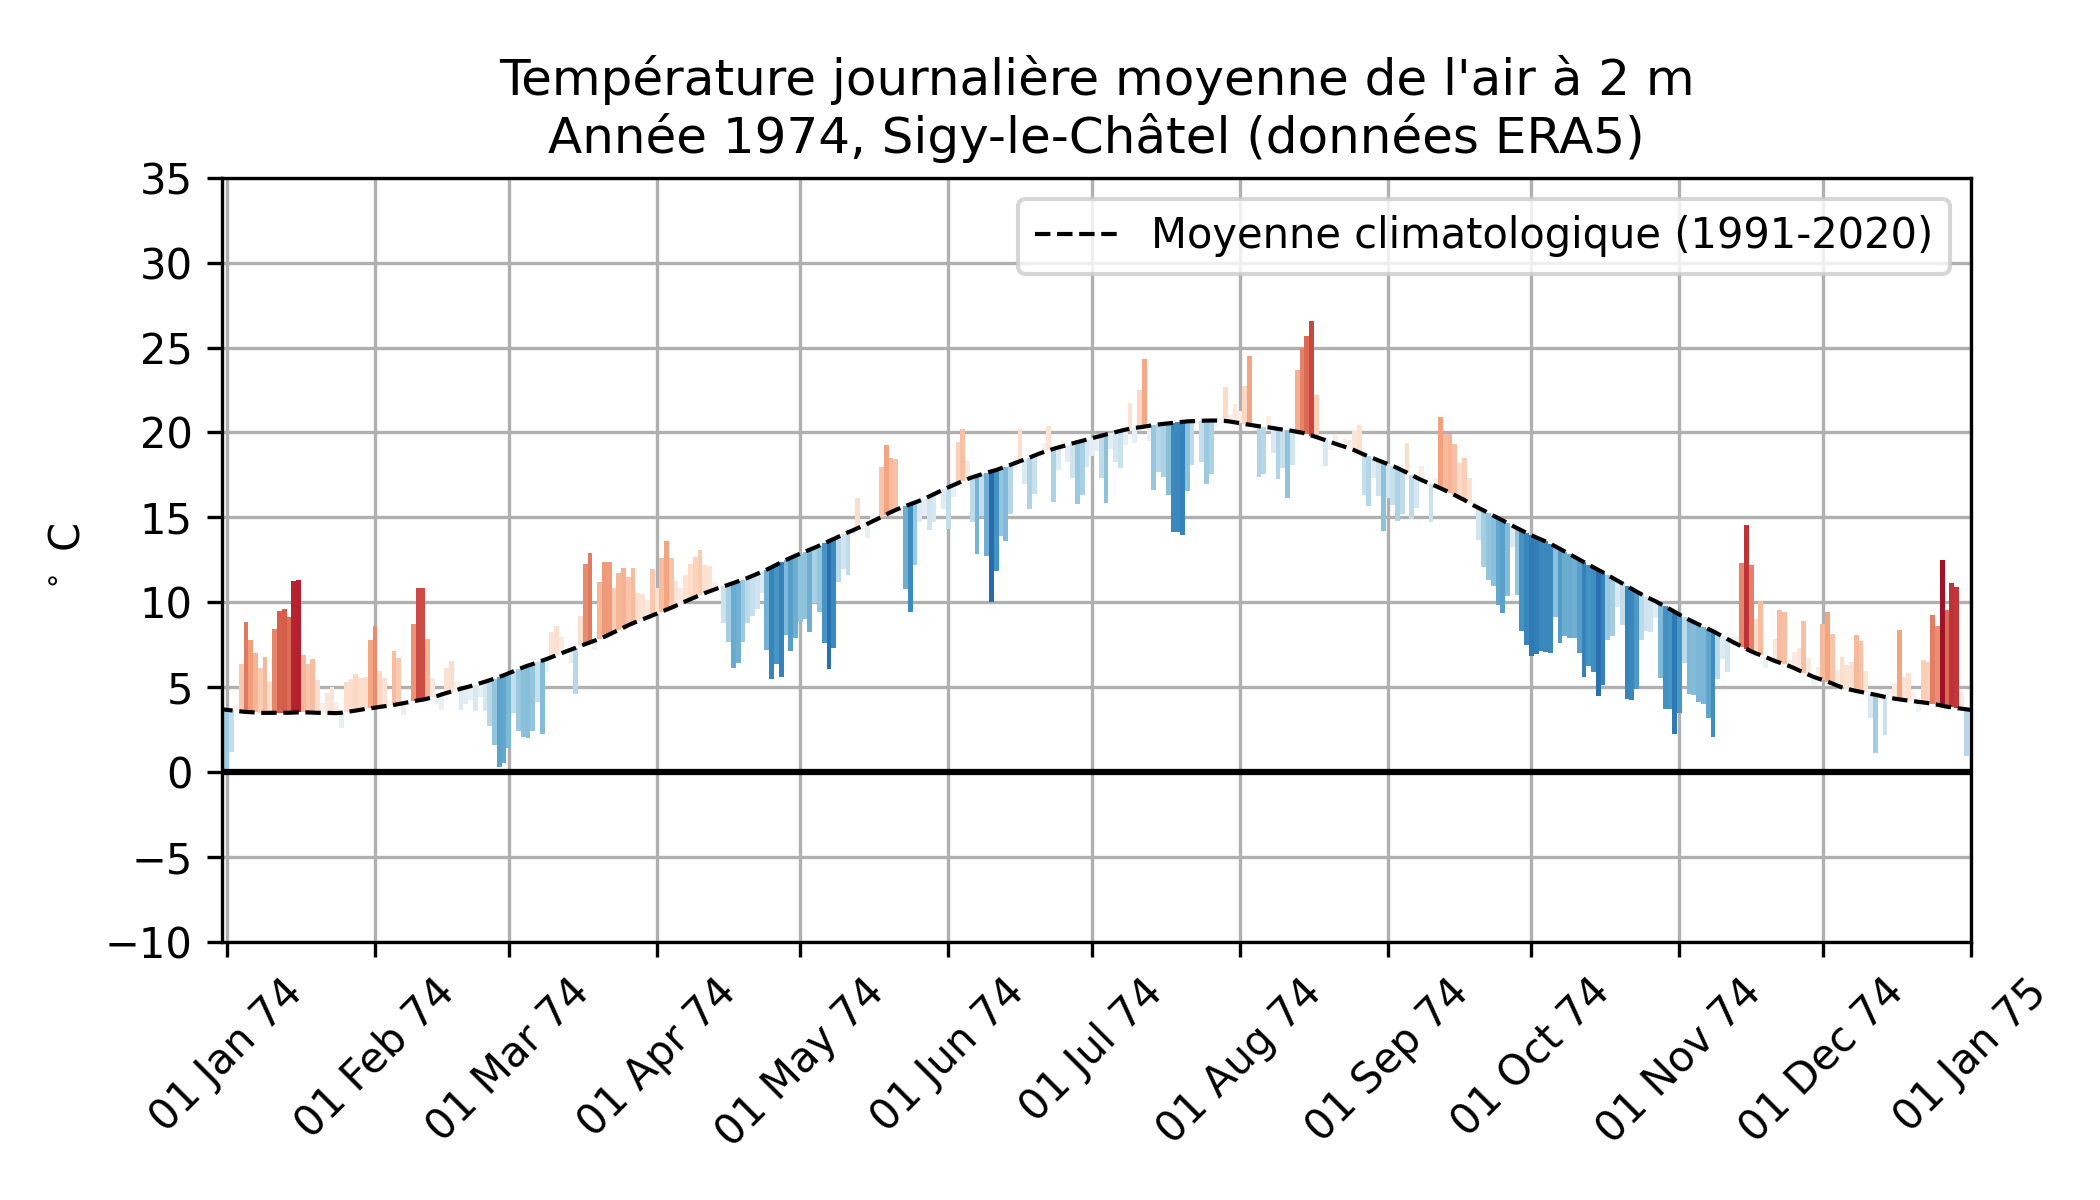 Température journalière moyenne de l'air à 2 m
Année 1974, Sigy-le-Châtel (données ERA5)
Moyenne climatologique (1991-2020)
° C
35
30
25
20
15
10
5
0
−5
−10
01 Jan 74
01 Feb 74
01 Mar 74
01 Apr 74
01 May 74
01 Jun 74
01 Jul 74
01 Aug 74
01 Sep 74
01 Oct 74
01 Nov 74
01 Dec 74
01 Jan 75